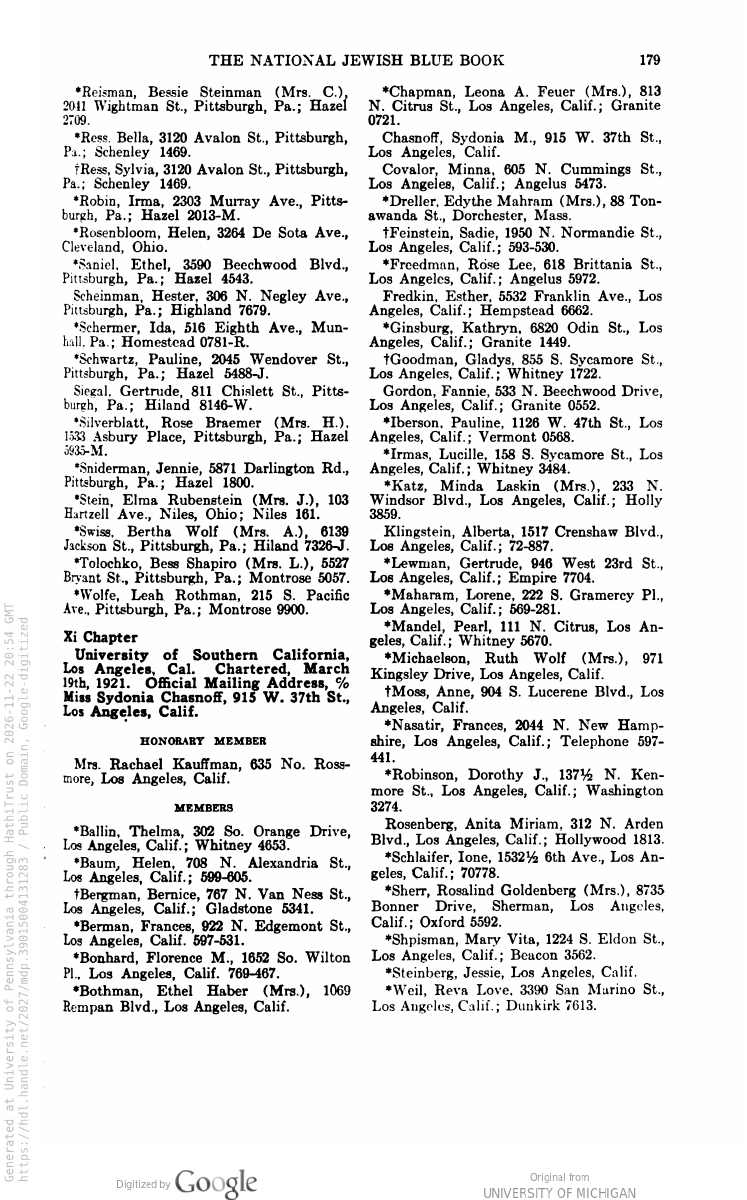 THE NATIONAL JEWISH BLUE BOOK 179
*Reisman, Bessie Steinman (Mrs. C.),
2041 Wightman St., Pittsburgh, Pa.; Hazel
2709.
*Ress. Bella, 3120 Avalon St., Pittsburgh,
Pa.; Schenley 1469.
†Ress, Sylvia, 3120 Avalon St., Pittsburgh,
Pa.; Schenley 1469.
*Robin, Irma, 2303 Murray Ave., Pitts-
burgh, Pa.; Hazel 2013-M.
*Rosenbloom, Helen, 3264 De Sota Ave.,
Cleveland, Ohio.
*Saniel, Ethel, 3590 Beechwood Blvd.,
Pittsburgh, Pa.; Hazel 4543.
Scheinman, Hester, 306 N. Negley Ave.,
Pittsburgh, Pa.; Highland 7679.
*Schermer, Ida, 516 Eighth Ave., Mun-
hall, Pa.; Homestead 0781-R.
*Schwartz, Pauline, 2045 Wendover St.,
Pittsburgh, Pa.; Hazel 5488-J.
Siegal, Gertrude, 811 Chislett St., Pitts-
burgh, Pa.; Hiland 8146-W.
*Silverblatt, Rose Braemer (Mrs. H.),
1533 Asbury Place, Pittsburgh, Pa.; Hazel
5935-M.
*Sniderman, Jennie, 5871 Darlington Rd.,
Pittsburgh, Pa.; Hazel 1800.
*Stein, Elma Rubenstein (Mrs. J.), 103
Hartzell Ave., Niles, Ohio; Niles 161.
*Swiss, Bertha Wolf (Mrs. A.), 6139
Jackson St., Pittsburgh, Pa.; Hiland 7326-J.
*Tolochko, Bess Shapiro (Mrs. L.), 5527
Bryant St., Pittsburgh, Pa.; Montrose 5057.
*Wolfe, Leah Rothman, 215 S. Pacific
Ave., Pittsburgh, Pa.; Montrose 9900.
Xi Chapter
University of Southern California,
Los Angeles, Cal. Chartered, March
19th, 1921. Official Mailing Address, %
Miss Sydonia Chasnoff, 915 W. 37th St.,
Los Angeles, Calif.
HONORARY MEMBER
Mrs. Rachael Kauffman, 635 No. Ross-
more, Los Angeles, Calif.
MEMBERS
*Ballin, Thelma, 302 So. Orange Drive,
Los Angeles, Calif.; Whitney 4653.
*Baum, Helen, 708 N. Alexandria St.,
Los Angeles, Calif.; 599-605.
†Bergman, Bernice, 767 N. Van Ness St.,
Los Angeles, Calif.; Gladstone 5341.
*Berman, Frances, 922 N. Edgemont St.,
Los Angeles, Calif. 597-531.
*Bonhard, Florence M., 1652 So. Wilton
Pl., Los Angeles, Calif. 769-467.
*Bothman, Ethel Haber (Mrs.), 1069
Rempan Blvd., Los Angeles, Calif.
*Chapman, Leona A. Feuer (Mrs.), 813
N. Citrus St., Los Angeles, Calif.; Granite
0721.
Chasnoff, Sydonia M., 915 W. 37th St.,
Los Angeles, Calif.
Covalor, Minna, 605 N. Cummings St.,
Los Angeles, Calif.; Angelus 5473.
*Dreller, Edythe Mahram (Mrs.), 88 Ton-
awanda St., Dorchester, Mass.
†Feinstein, Sadie, 1950 N. Normandie St.,
Los Angeles, Calif.; 593-530.
*Freedman, Rose Lee, 618 Brittania St.,
Los Angeles, Calif.; Angelus 5972.
Fredkin, Esther, 5532 Franklin Ave., Los
Angeles, Calif.; Hempstead 6662.
*Ginsburg, Kathryn, 6820 Odin St., Los
Angeles, Calif.; Granite 1449.
†Goodman, Gladys, 855 S. Sycamore St.,
Los Angeles, Calif.; Whitney 1722.
Gordon, Fannie, 533 N. Beechwood Drive,
Los Angeles, Calif.; Granite 0552.
*Iberson, Pauline, 1126 W. 47th St., Los
Angeles, Calif.; Vermont 0568.
*Irmas, Lucille, 158 S. Sycamore St., Los
Angeles, Calif.; Whitney 3484.
*Katz, Minda Laskin (Mrs.), 233 N.
Windsor Blvd., Los Angeles, Calif.; Holly
3859.
Klingstein, Alberta, 1517 Crenshaw Blvd.,
Los Angeles, Calif.; 72-887.
*Lewman, Gertrude, 946 West 23rd St.,
Los Angeles, Calif.; Empire 7704.
*Maharam, Lorene, 222 S. Gramercy Pl.,
Los Angeles, Calif.; 569-281.
*Mandel, Pearl, 111 N. Citrus, Los An-
geles, Calif.; Whitney 5670.
*Michaelson, Ruth Wolf (Mrs.), 971
Kingsley Drive, Los Angeles, Calif.
†Moss, Anne, 904 S. Lucerene Blvd., Los
Angeles, Calif.
*Nasatir, Frances, 2044 N. New Hamp-
shire, Los Angeles, Calif.; Telephone 597-
441.
*Robinson, Dorothy J., 137½ N. Ken-
more St., Los Angeles, Calif.; Washington
3274.
Rosenberg, Anita Miriam, 312 N. Arden
Blvd., Los Angeles, Calif.; Hollywood 1813.
*Schlaifer, Ione, 1532½ 6th Ave., Los An-
geles, Calif.; 70778.
*Sherr, Rosalind Goldenberg (Mrs.), 8735
Bonner Drive, Sherman, Los Angeles,
Calif.; Oxford 5592.
*Shpisman, Mary Vita, 1224 S. Eldon St.,
Los Angeles, Calif.; Beacon 3562.
*Steinberg, Jessie, Los Angeles, Calif.
*Weil, Reva Love, 3390 San Marino St.,
Los Angeles, Calif.; Dunkirk 7613.
Generated at University of Pennsylvania through HathiTrust on 2026-11-22 20:54 GMT
https://hdl.handle.net/2027/mdp.39015004131283 / Public Domain, Google-digitized
Digitized by Google
Original from
UNIVERSITY OF MICHIGAN